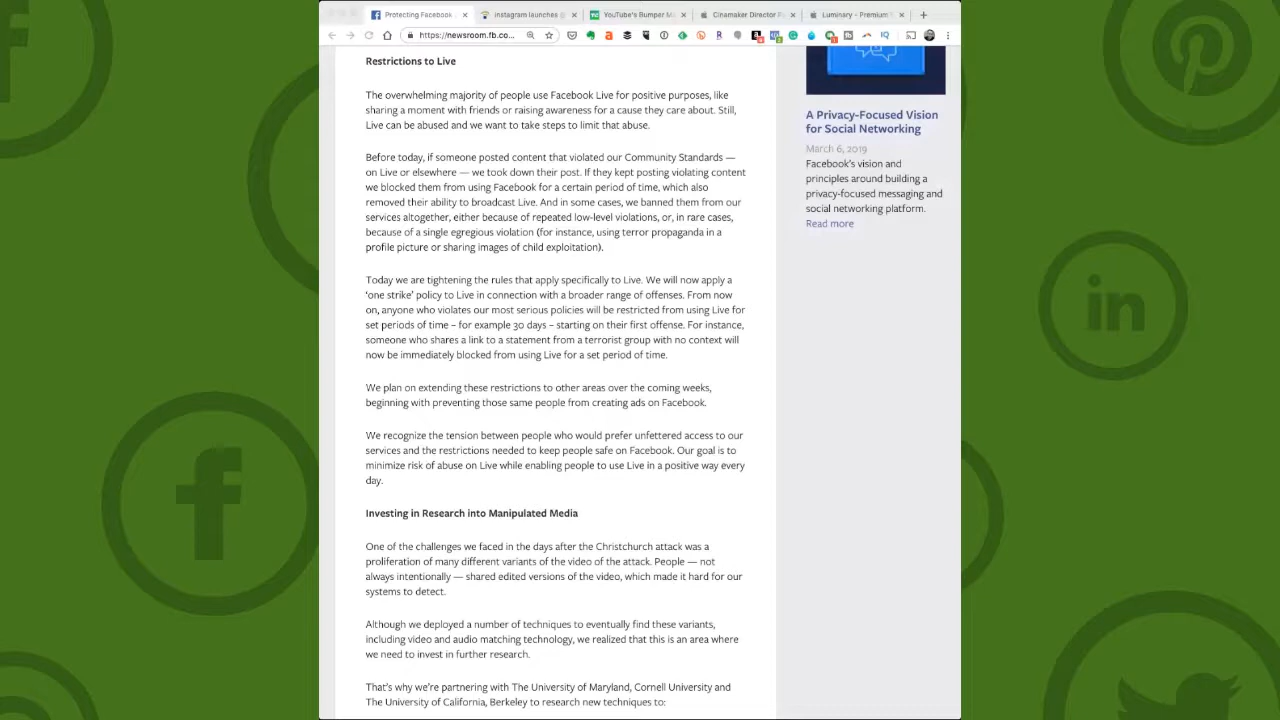 Protecting Facebook
instagram launches @
YouTube's Bumper Ma
Cinamaker Director Pa
Luminary – Premium P
https://newsroom.fb.co...
Restrictions to Live
The overwhelming majority of people use Facebook Live for positive purposes, like
sharing a moment with friends or raising awareness for a cause they care about. Still,
Live can be abused and we want to take steps to limit that abuse.
Before today, if someone posted content that violated our Community Standards —
on Live or elsewhere — we took down their post. If they kept posting violating content
we blocked them from using Facebook for a certain period of time, which also
removed their ability to broadcast Live. And in some cases, we banned them from our
services altogether, either because of repeated low-level violations, or, in rare cases,
because of a single egregious violation (for instance, using terror propaganda in a
profile picture or sharing images of child exploitation).
Today we are tightening the rules that apply specifically to Live. We will now apply a
‘one strike’ policy to Live in connection with a broader range of offenses. From now
on, anyone who violates our most serious policies will be restricted from using Live for
set periods of time – for example 30 days – starting on their first offense. For instance,
someone who shares a link to a statement from a terrorist group with no context will
now be immediately blocked from using Live for a set period of time.
We plan on extending these restrictions to other areas over the coming weeks,
beginning with preventing those same people from creating ads on Facebook.
We recognize the tension between people who would prefer unfettered access to our
services and the restrictions needed to keep people safe on Facebook. Our goal is to
minimize risk of abuse on Live while enabling people to use Live in a positive way every
day.
Investing in Research into Manipulated Media
One of the challenges we faced in the days after the Christchurch attack was a
proliferation of many different variants of the video of the attack. People — not
always intentionally — shared edited versions of the video, which made it hard for our
systems to detect.
Although we deployed a number of techniques to eventually find these variants,
including video and audio matching technology, we realized that this is an area where
we need to invest in further research.
That’s why we’re partnering with The University of Maryland, Cornell University and
The University of California, Berkeley to research new techniques to:
A Privacy-Focused Vision
for Social Networking
March 6, 2019
Facebook’s vision and
principles around building a
privacy-focused messaging and
social networking platform.
Read more